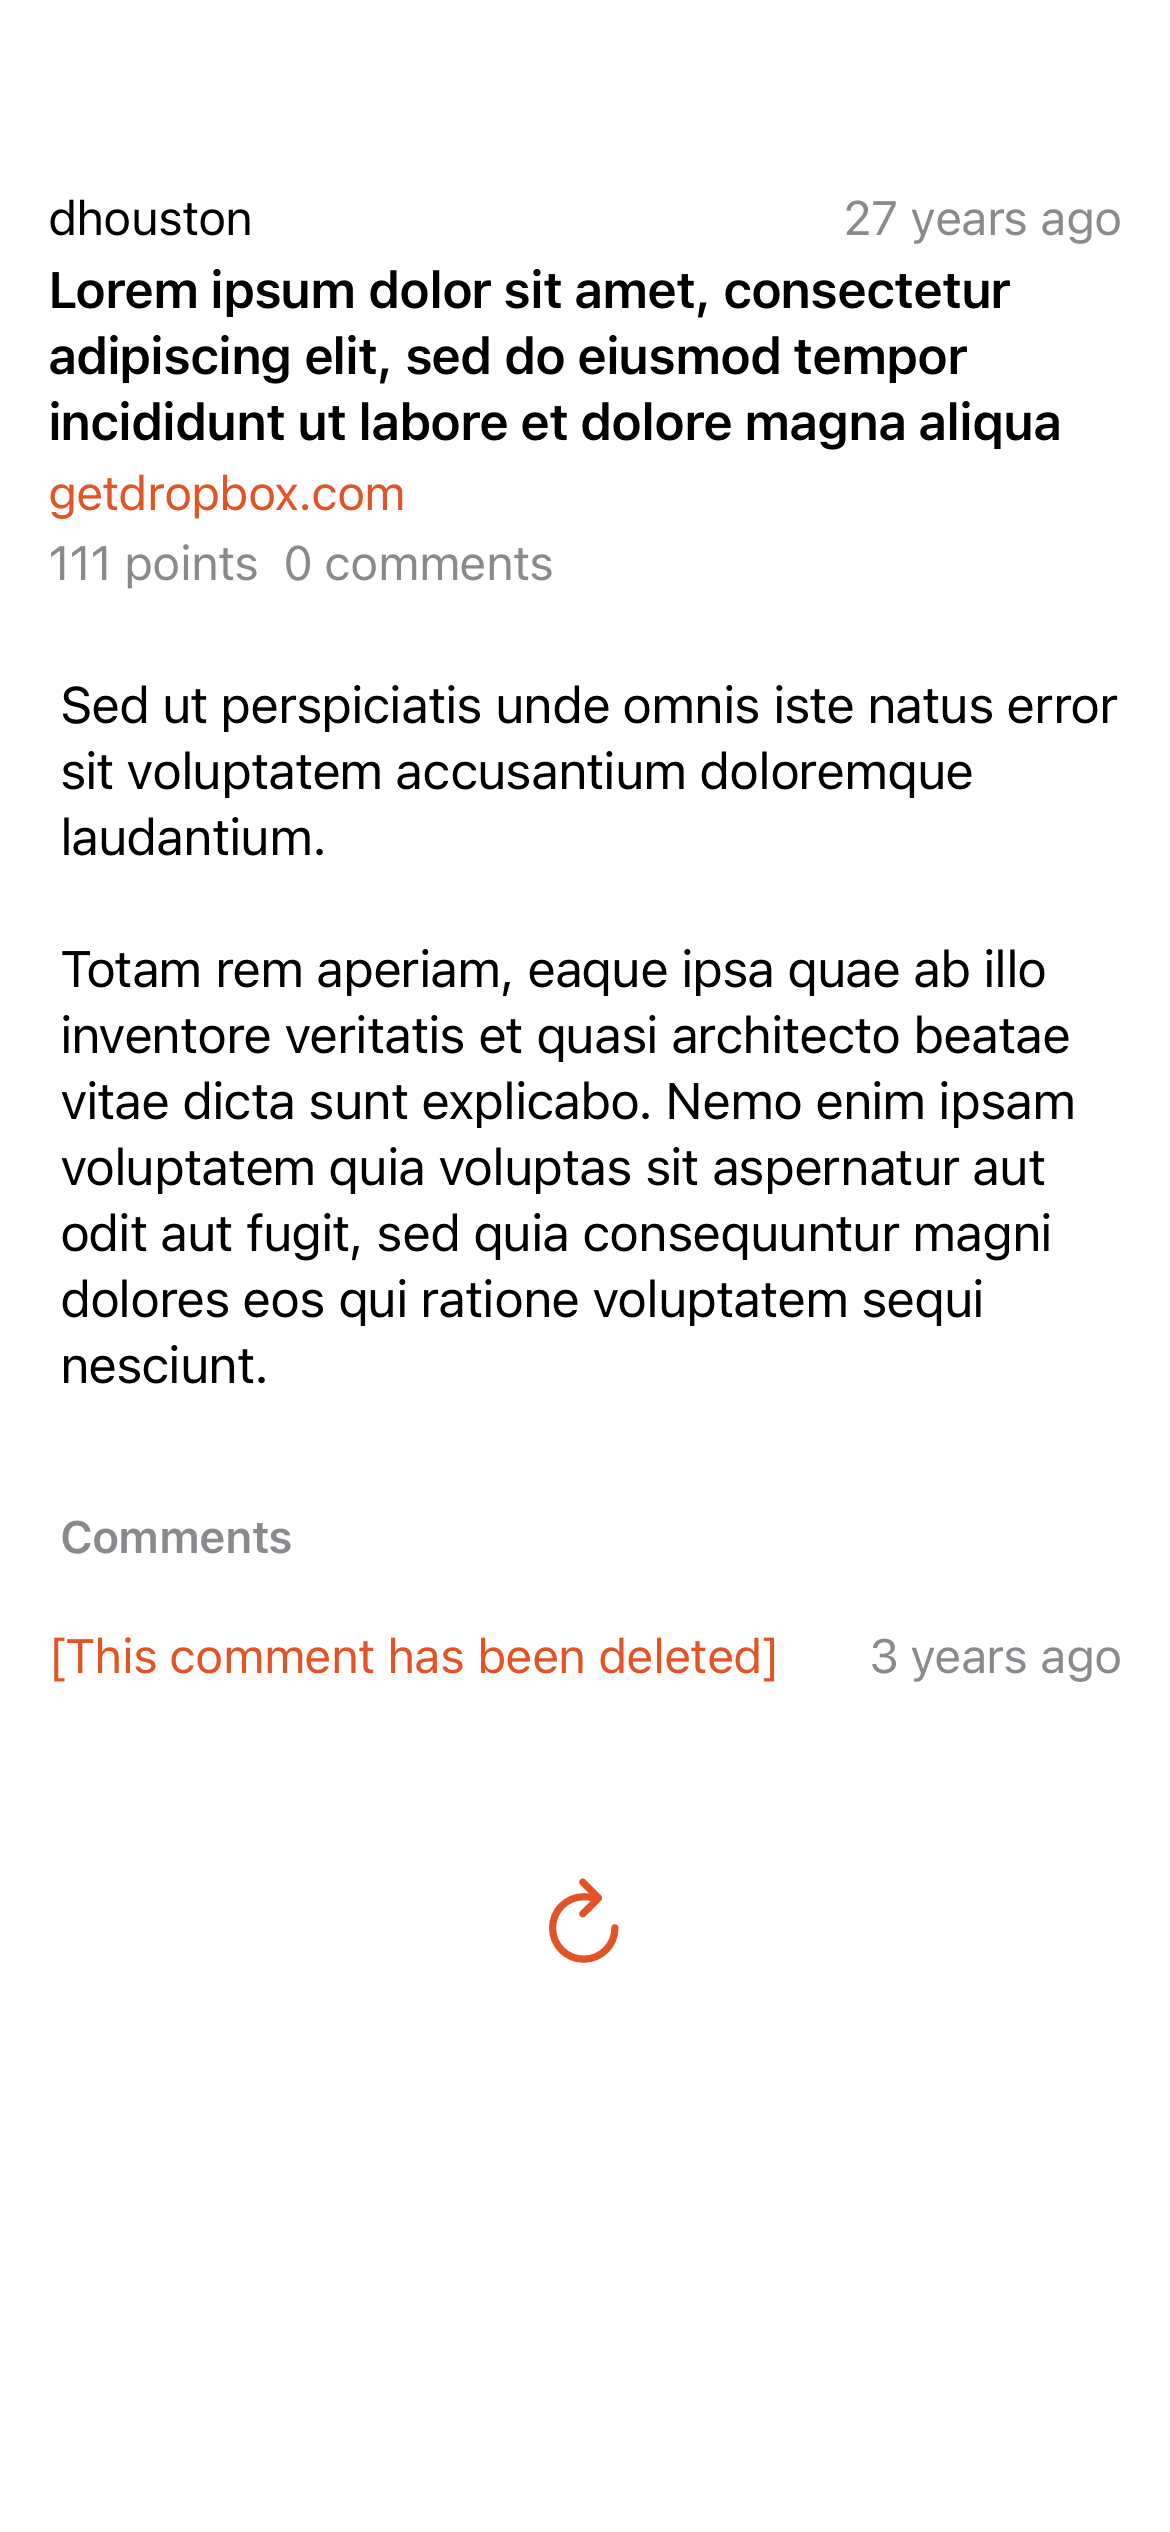 dhouston
27 years ago
Lorem ipsum dolor sit amet, consectetur
adipiscing elit, sed do eiusmod tempor
incididunt ut labore et dolore magna aliqua
getdropbox.com
111 points 0 comments
Sed ut perspiciatis unde omnis iste natus error
sit voluptatem accusantium doloremque
laudantium.
Totam rem aperiam, eaque ipsa quae ab illo
inventore veritatis et quasi architecto beatae
vitae dicta sunt explicabo. Nemo enim ipsam
voluptatem quia voluptas sit aspernatur aut
odit aut fugit, sed quia consequuntur magni
dolores eos qui ratione voluptatem sequi
nesciunt.
Comments
[This comment has been deleted]
3 years ago